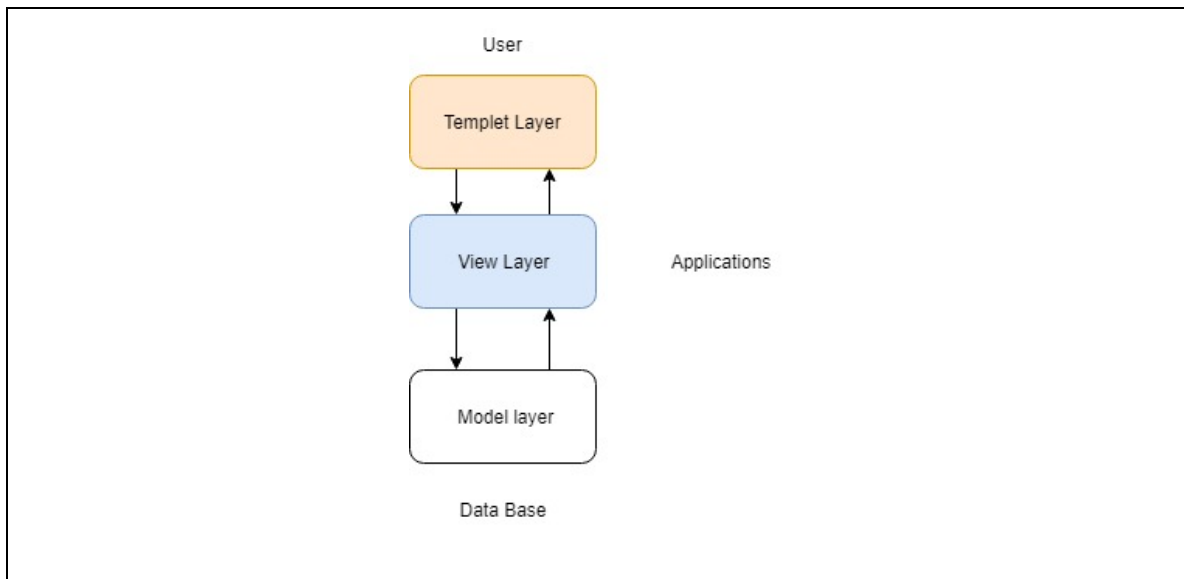 User
Templet Layer
View Layer
Applications
Model layer
Data Base